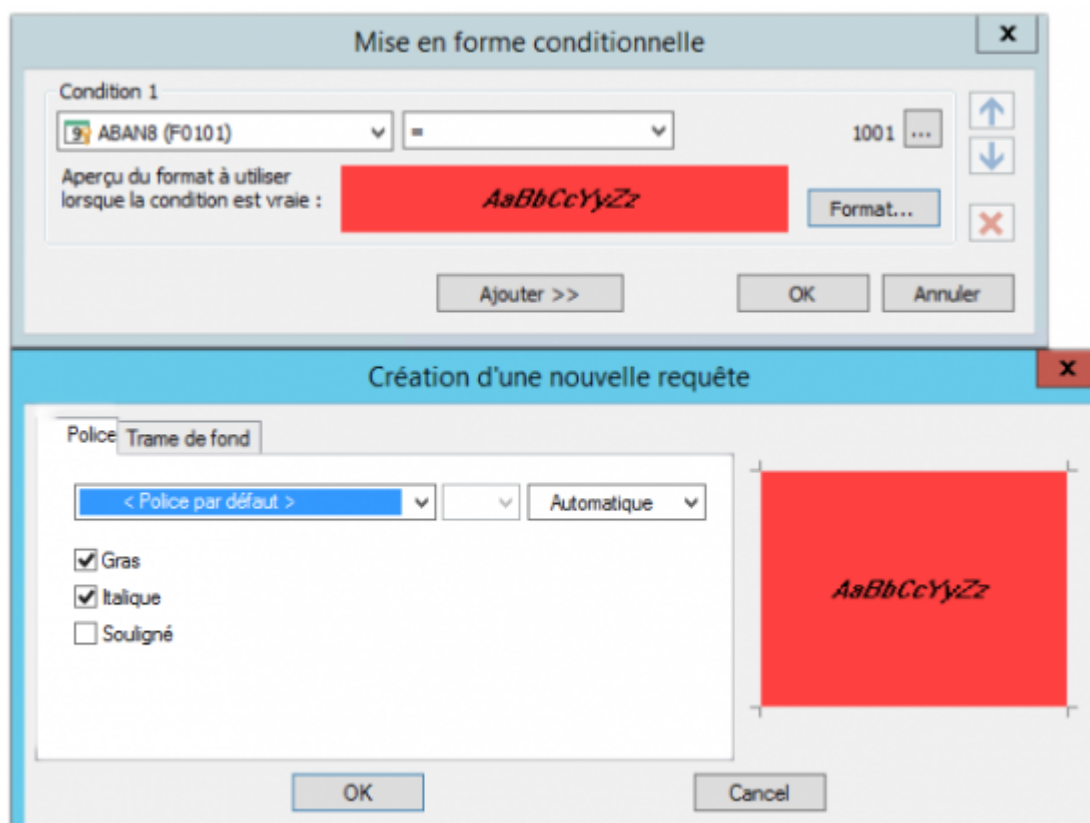 Mise en forme conditionnelle
x
Condition 1
9 ABAN8 (F0101)
=
1001
...
Aperçu du format à utiliser
lorsque la condition est vraie :
AaBbCcYyZz
Format...
Ajouter >>
OK
Annuler
Création d'une nouvelle requête
x
Police
Trame de fond
< Police par défaut >
Automatique
Gras
Italique
Souligné
AaBbCcYyZz
OK
Cancel